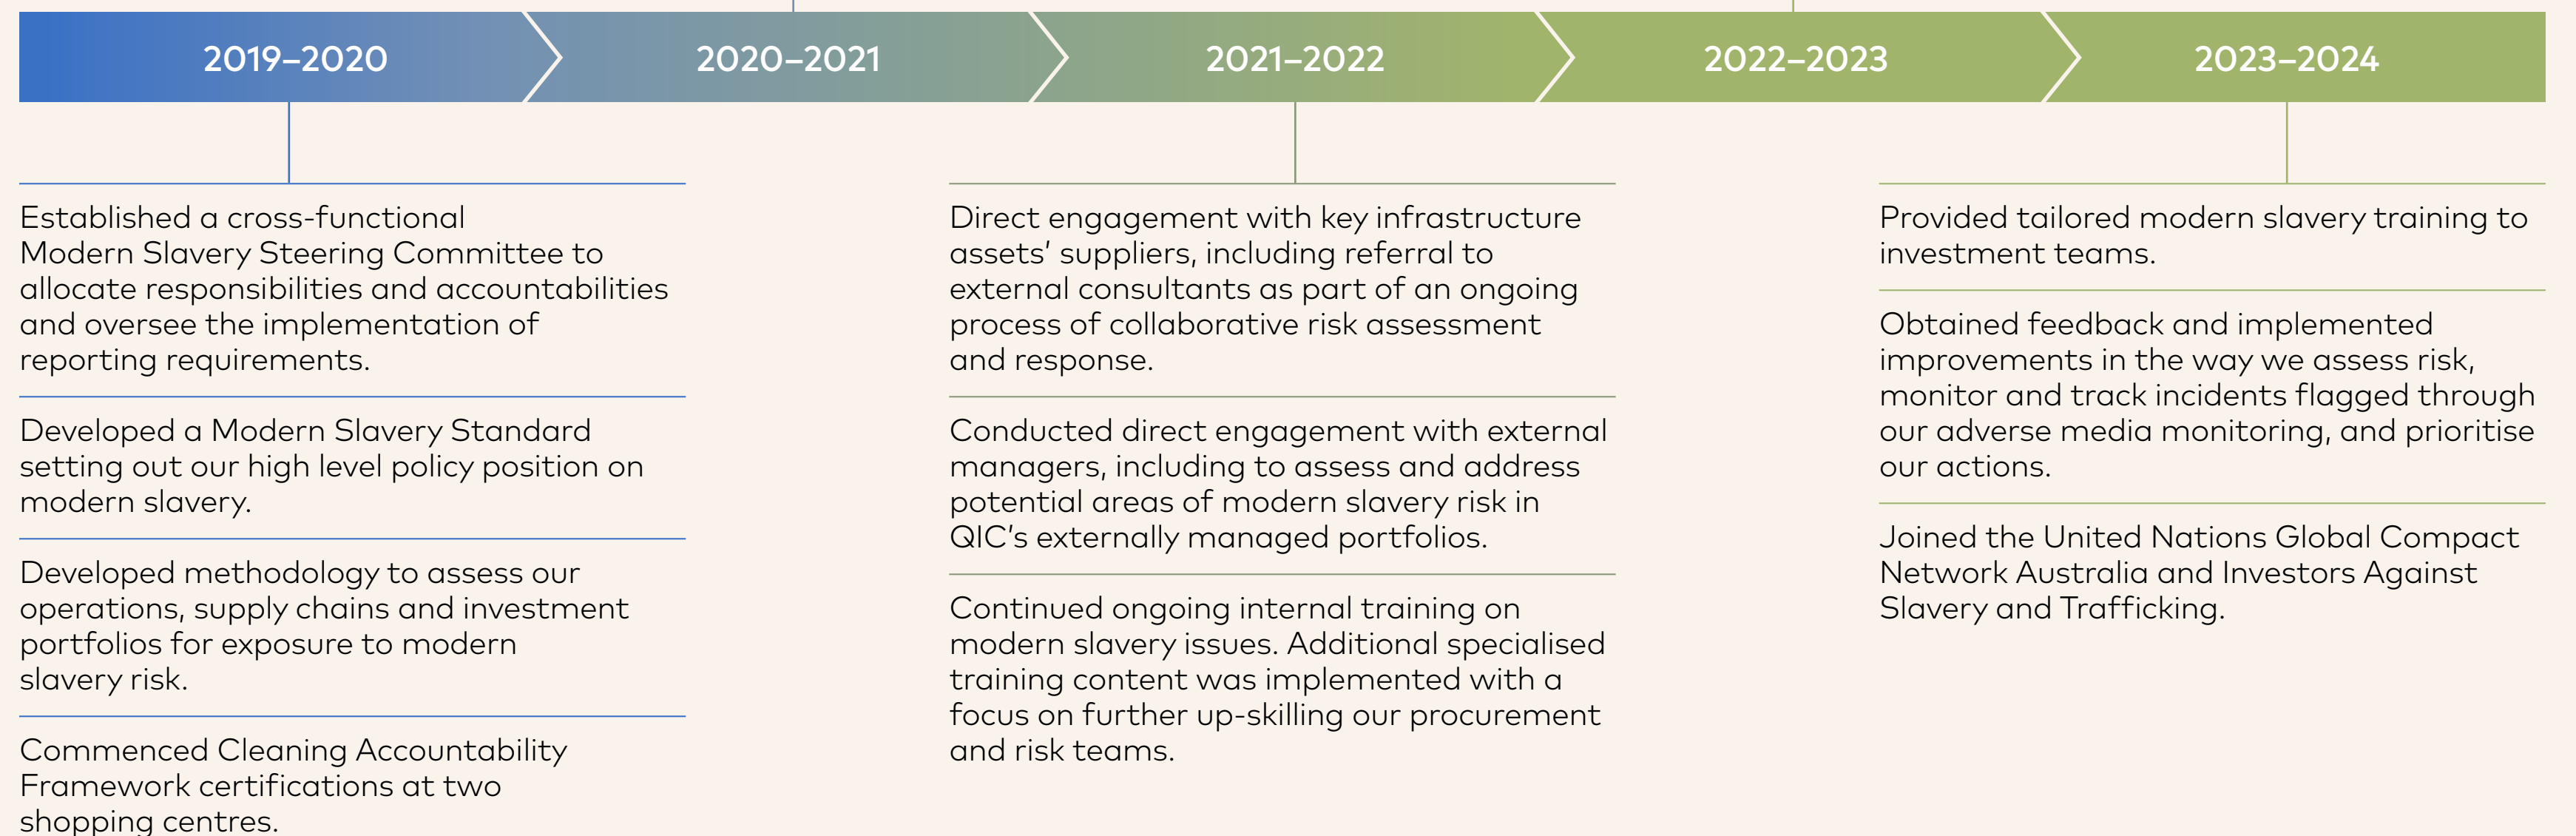 2019–2020
2020–2021
2021–2022
2022–2023
2023–2024
Established a cross-functional
Modern Slavery Steering Committee to
allocate responsibilities and accountabilities
and oversee the implementation of
reporting requirements.
Developed a Modern Slavery Standard
setting out our high level policy position on
modern slavery.
Developed methodology to assess our
operations, supply chains and investment
portfolios for exposure to modern
slavery risk.
Commenced Cleaning Accountability
Framework certifications at two
shopping centres.
Direct engagement with key infrastructure
assets’ suppliers, including referral to
external consultants as part of an ongoing
process of collaborative risk assessment
and response.
Conducted direct engagement with external
managers, including to assess and address
potential areas of modern slavery risk in
QIC’s externally managed portfolios.
Continued ongoing internal training on
modern slavery issues. Additional specialised
training content was implemented with a
focus on further up-skilling our procurement
and risk teams.
Provided tailored modern slavery training to
investment teams.
Obtained feedback and implemented
improvements in the way we assess risk,
monitor and track incidents flagged through
our adverse media monitoring, and prioritise
our actions.
Joined the United Nations Global Compact
Network Australia and Investors Against
Slavery and Trafficking.